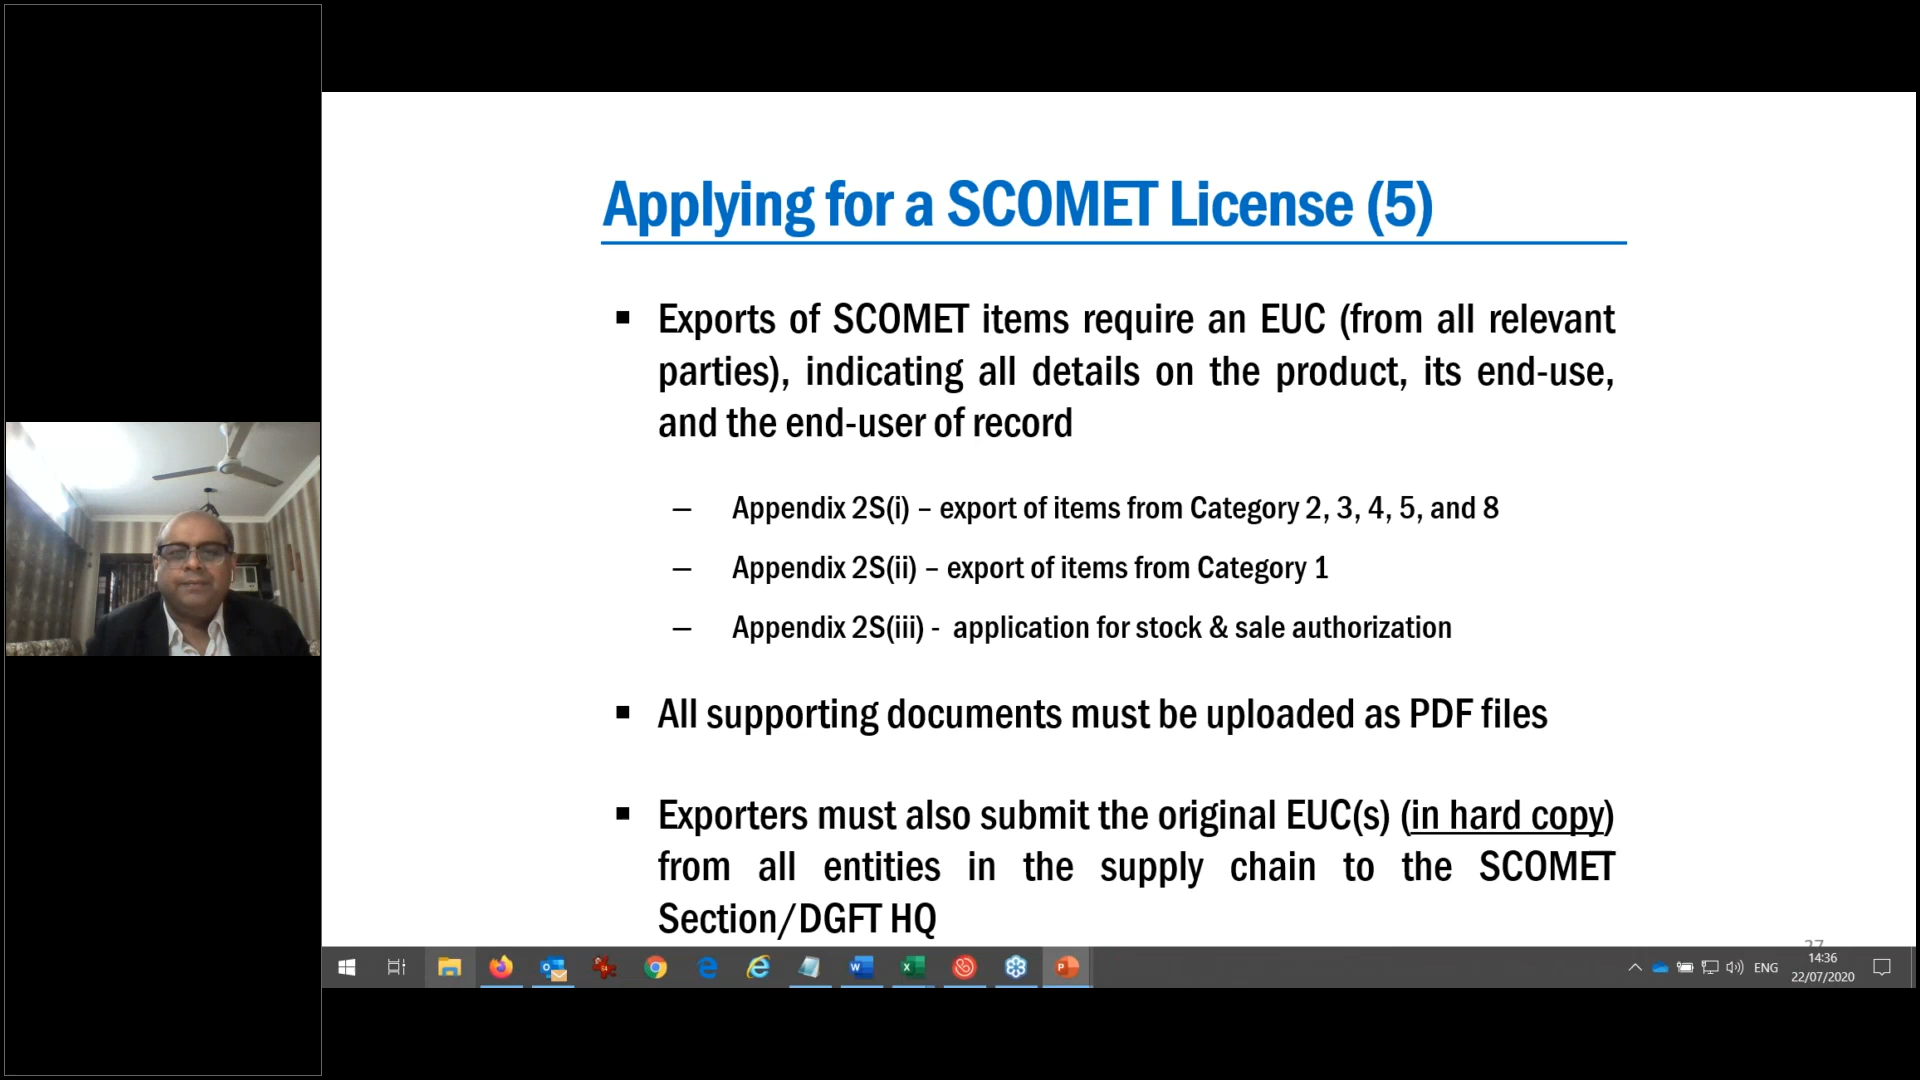 Applying for a SCOMET License (5)
▪ Exports of SCOMET items require an EUC (from all relevant
parties), indicating all details on the product, its end-use,
and the end-user of record
– Appendix 2S(i) – export of items from Category 2, 3, 4, 5, and 8
– Appendix 2S(ii) – export of items from Category 1
– Appendix 2S(iii) - application for stock & sale authorization
▪ All supporting documents must be uploaded as PDF files
▪ Exporters must also submit the original EUC(s) (in hard copy)
from all entities in the supply chain to the SCOMET
Section/DGFT HQ
ENG
14:36
22/07/2020